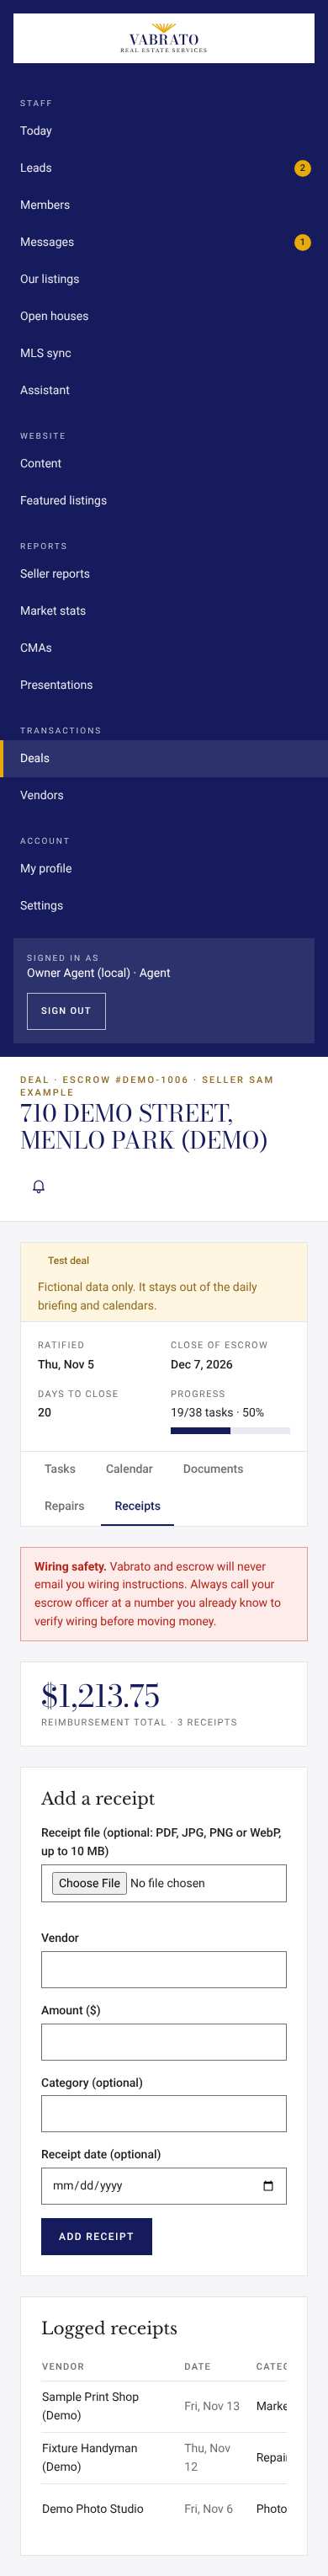 VABRATO
REAL ESTATE SERVICES
STAFF
Today
Leads 2
Members
Messages 1
Our listings
Open houses
MLS sync
Assistant
WEBSITE
Content
Featured listings
REPORTS
Seller reports
Market stats
CMAs
Presentations
TRANSACTIONS
Deals
Vendors
ACCOUNT
My profile
Settings
SIGNED IN AS
Owner Agent (local) · Agent
SIGN OUT
DEAL · ESCROW #DEMO-1006 · SELLER SAM
EXAMPLE
710 DEMO STREET,
MENLO PARK (DEMO)
Test deal
Fictional data only. It stays out of the daily
briefing and calendars.
RATIFIED CLOSE OF ESCROW
Thu, Nov 5 Dec 7, 2026
DAYS TO CLOSE PROGRESS
20 19/38 tasks · 50%
Tasks Calendar Documents
Repairs Receipts
Wiring safety. Vabrato and escrow will never
email you wiring instructions. Always call your
escrow officer at a number you already know to
verify wiring before moving money.
$1,213.75
REIMBURSEMENT TOTAL · 3 RECEIPTS
Add a receipt
Receipt file (optional: PDF, JPG, PNG or WebP,
up to 10 MB)
Choose File No file chosen
Vendor
Amount ($)
Category (optional)
Receipt date (optional)
mm/dd/yyyy
ADD RECEIPT
Logged receipts
VENDOR DATE CATEG
Sample Print Shop
(Demo) Fri, Nov 13 Marke
Fixture Handyman
(Demo) Thu, Nov
12 Repai
Demo Photo Studio Fri, Nov 6 Photo